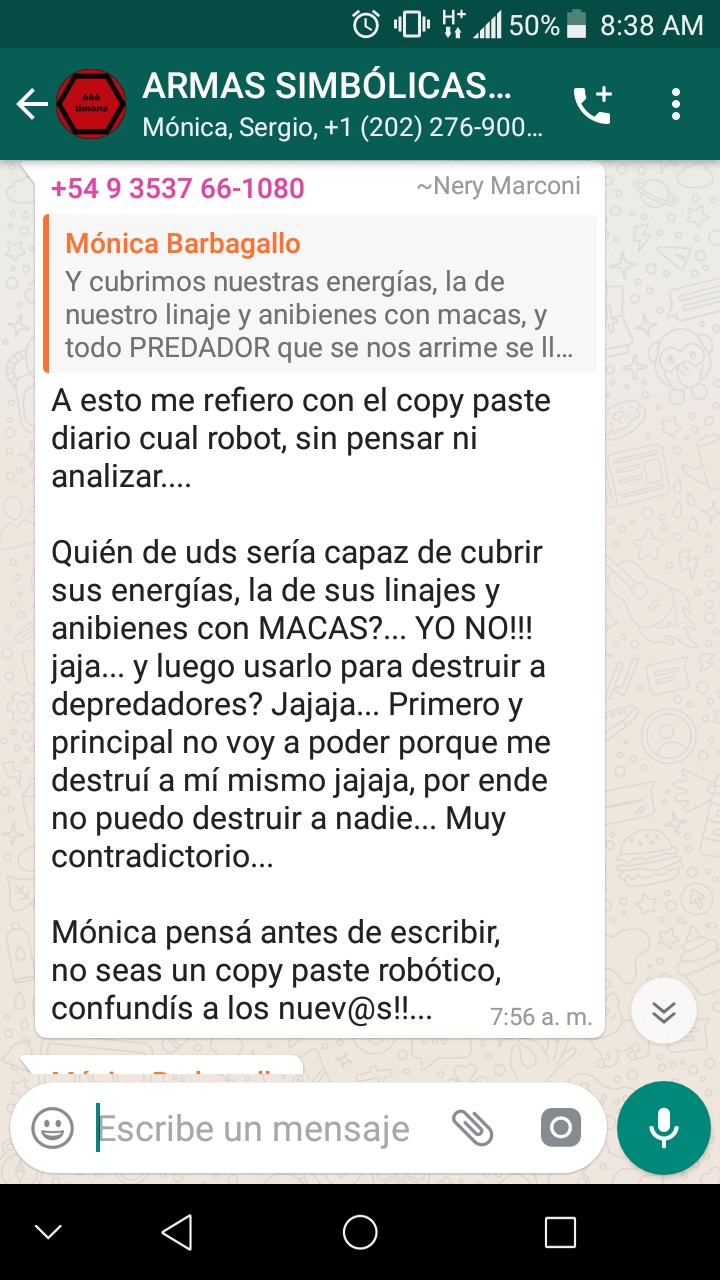 H+ 50% 8:38 AM
666
timona
ARMAS SIMBÓLICAS...
Mónica, Sergio, +1 (202) 276-900...
+54 9 3537 66-1080 ~Nery Marconi
Mónica Barbagallo
Y cubrimos nuestras energías, la de
nuestro linaje y anibienes con macas, y
todo PREDADOR que se nos arrime se ll...
A esto me refiero con el copy paste
diario cual robot, sin pensar ni
analizar....
Quién de uds sería capaz de cubrir
sus energías, la de sus linajes y
anibienes con MACAS?... YO NO!!!
jaja... y luego usarlo para destruir a
depredadores? Jajaja... Primero y
principal no voy a poder porque me
destruí a mí mismo jajaja, por ende
no puedo destruir a nadie... Muy
contradictorio...
Mónica pensá antes de escribir,
no seas un copy paste robótico,
confundís a los nuev@s!!...
7:56 a. m.
Escribe un mensaje